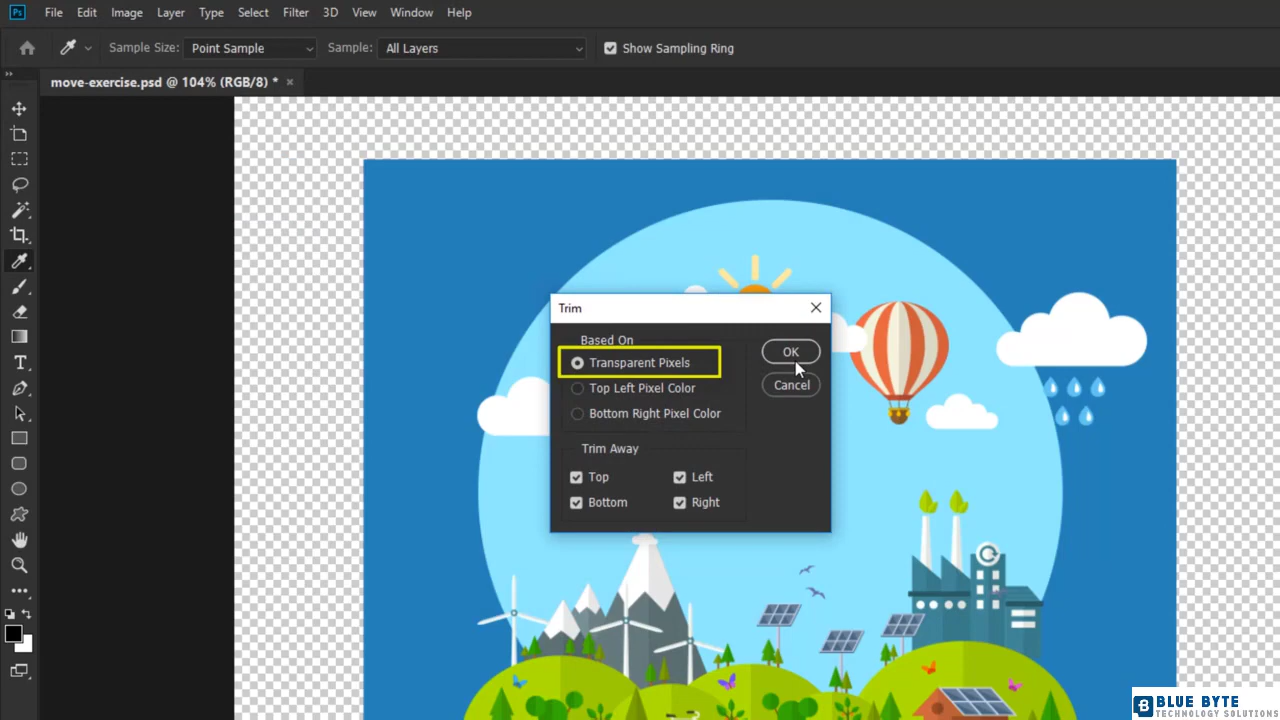 Ps File Edit Image Layer Type Select Filter 3D View Window Help
Sample Size: Point Sample Sample: All Layers Show Sampling Ring
move-exercise.psd @ 104% (RGB/8) *
Trim
Based On
Transparent Pixels
OK
Top Left Pixel Color
Cancel
Bottom Right Pixel Color
Trim Away
Top Left
Bottom Right
T
B BLUE BYTE
TECHNOLOGY SOLUTIONS